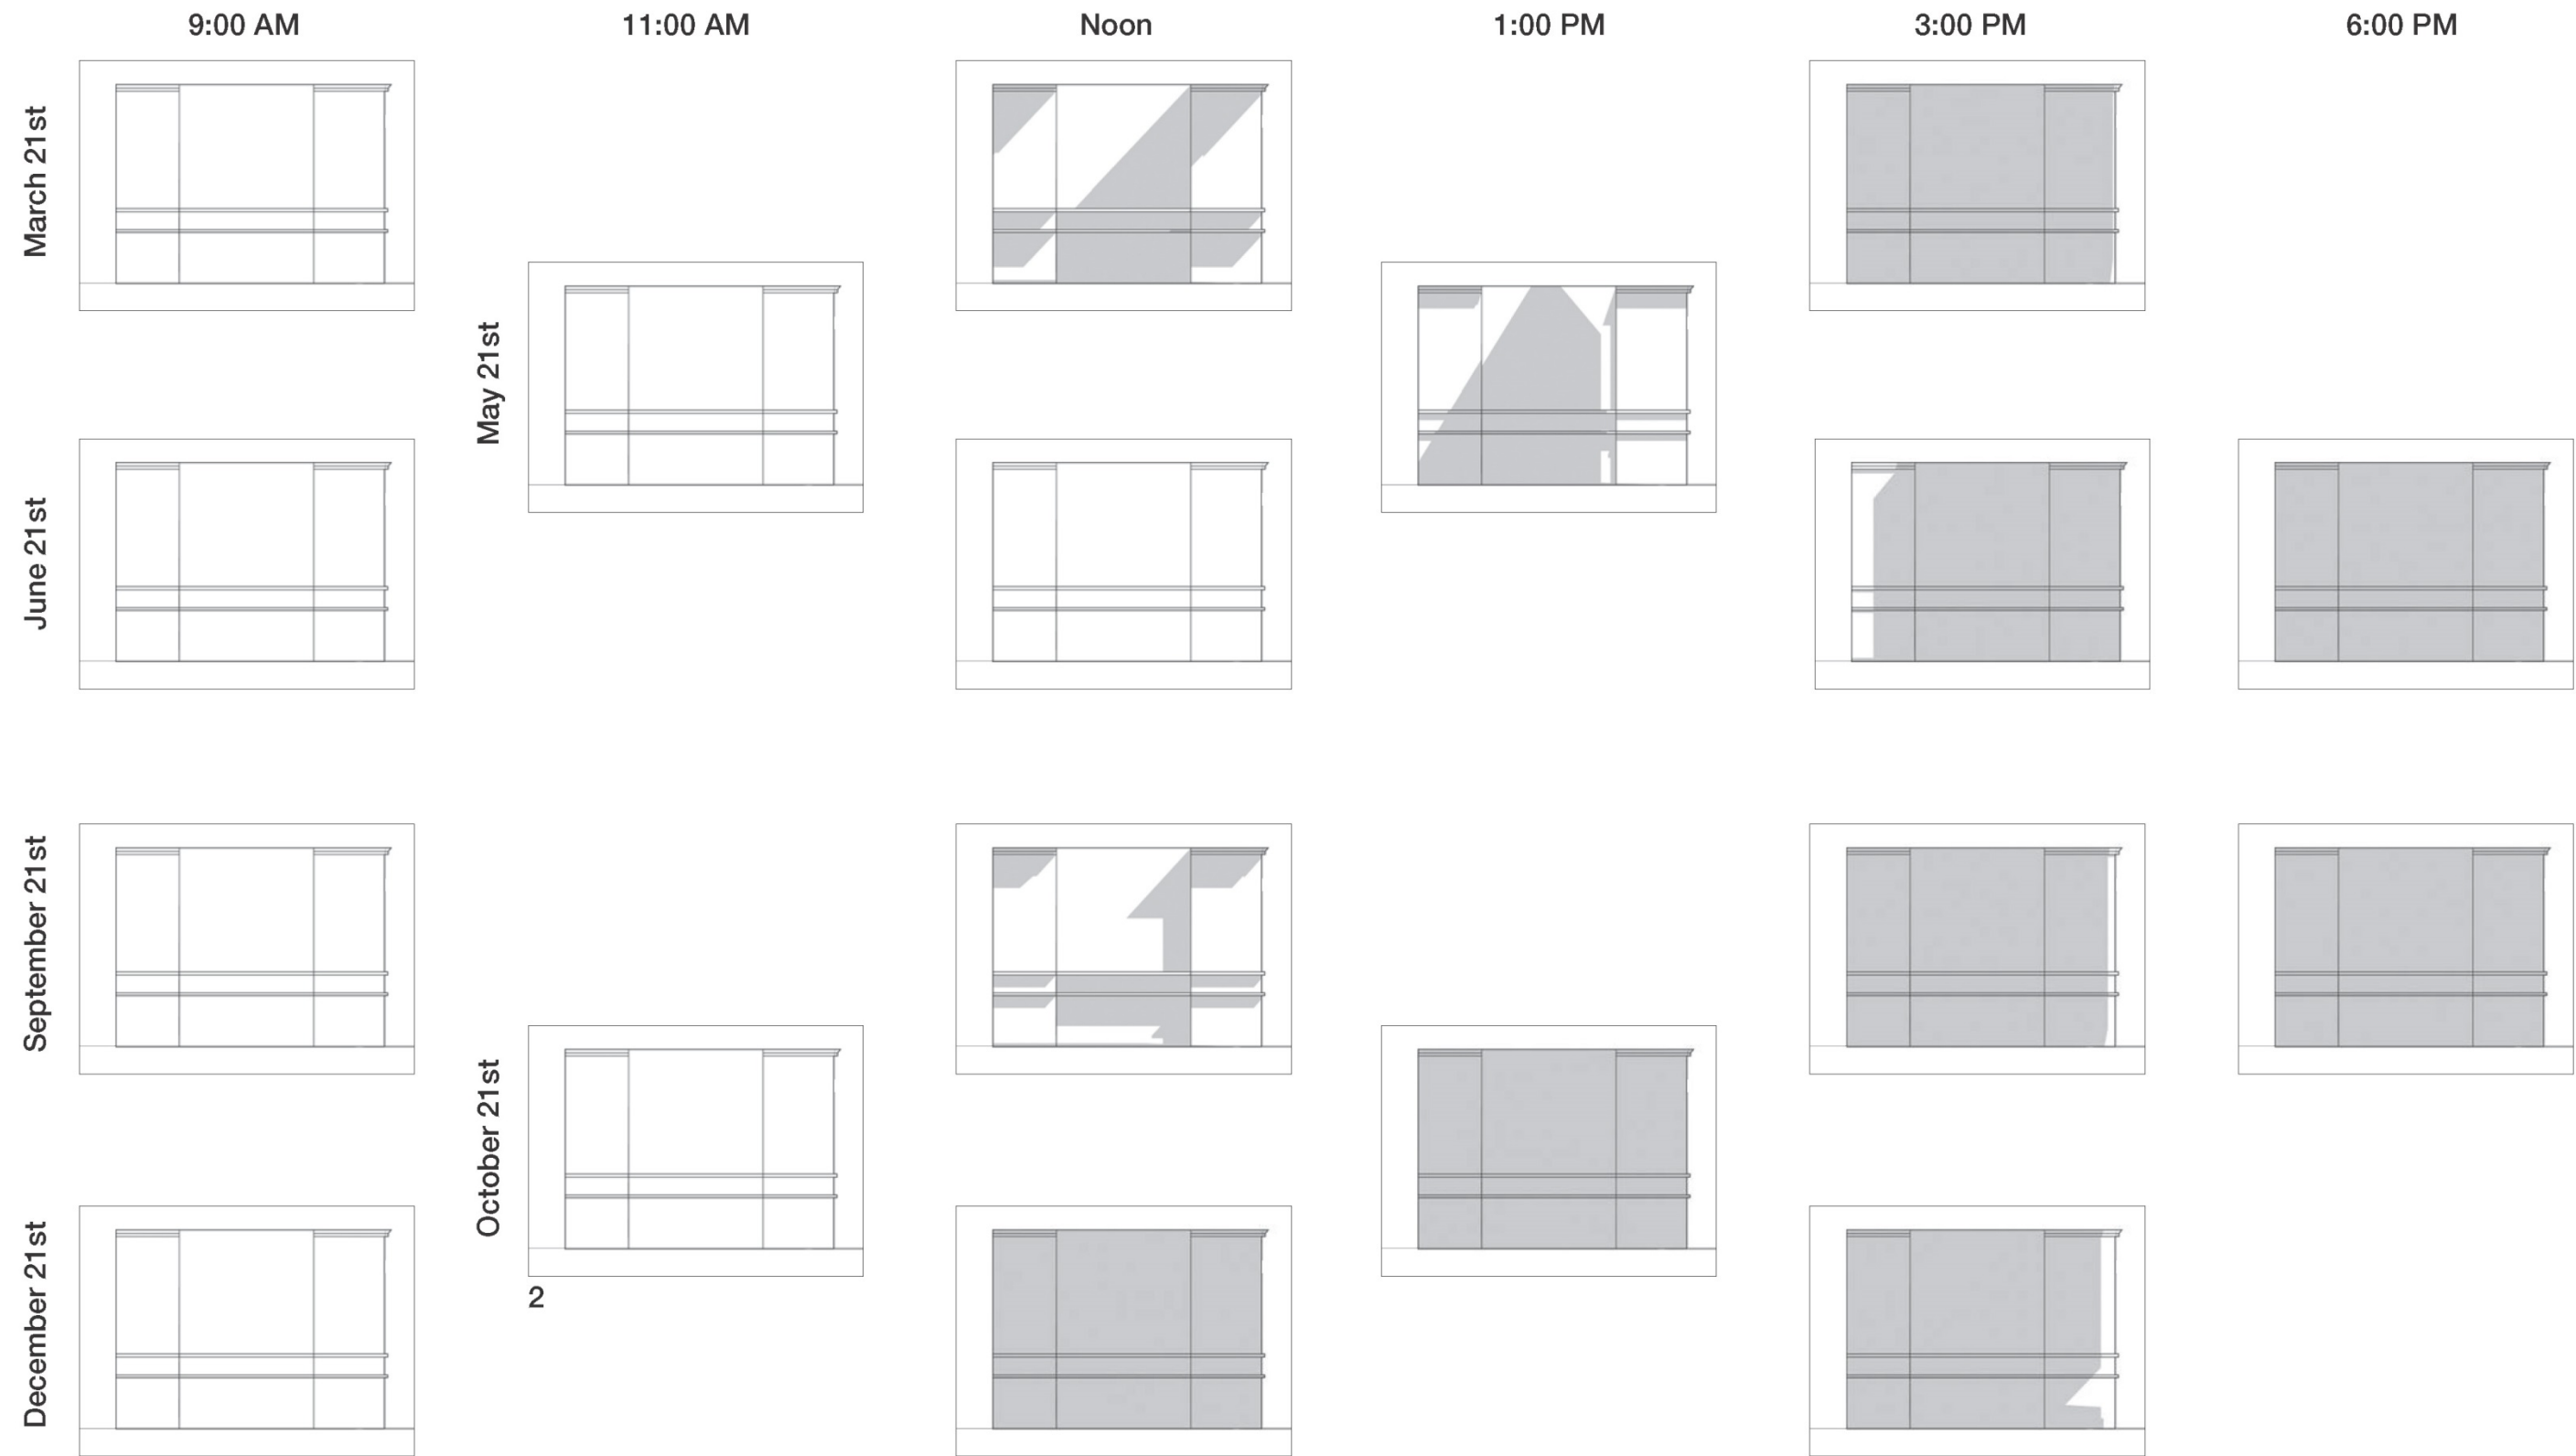 9:00 AM
11:00 AM
Noon
1:00 PM
3:00 PM
6:00 PM
March 21st
May 21st
June 21st
September 21st
October 21st
December 21st
2